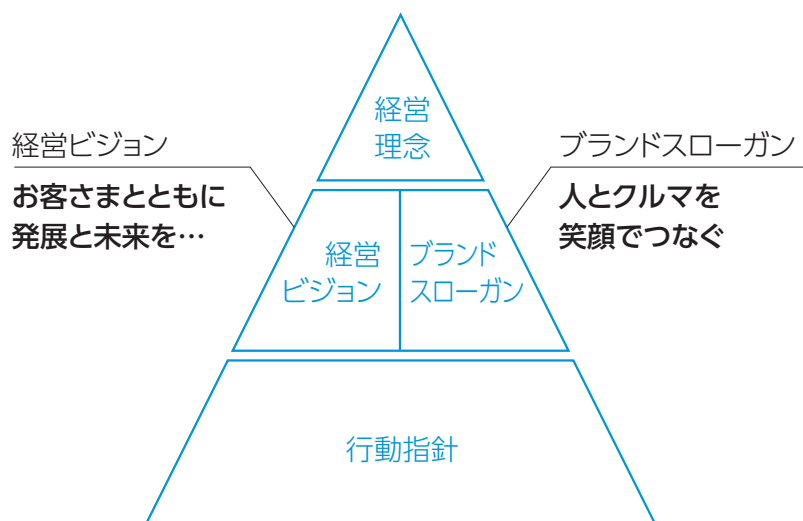 経営
理念
経営ビジョン
お客さまとともに
発展と未来を…
ブランドスローガン
人とクルマを
笑顔でつなぐ
経営
ビジョン
ブランド
スローガン
行動指針